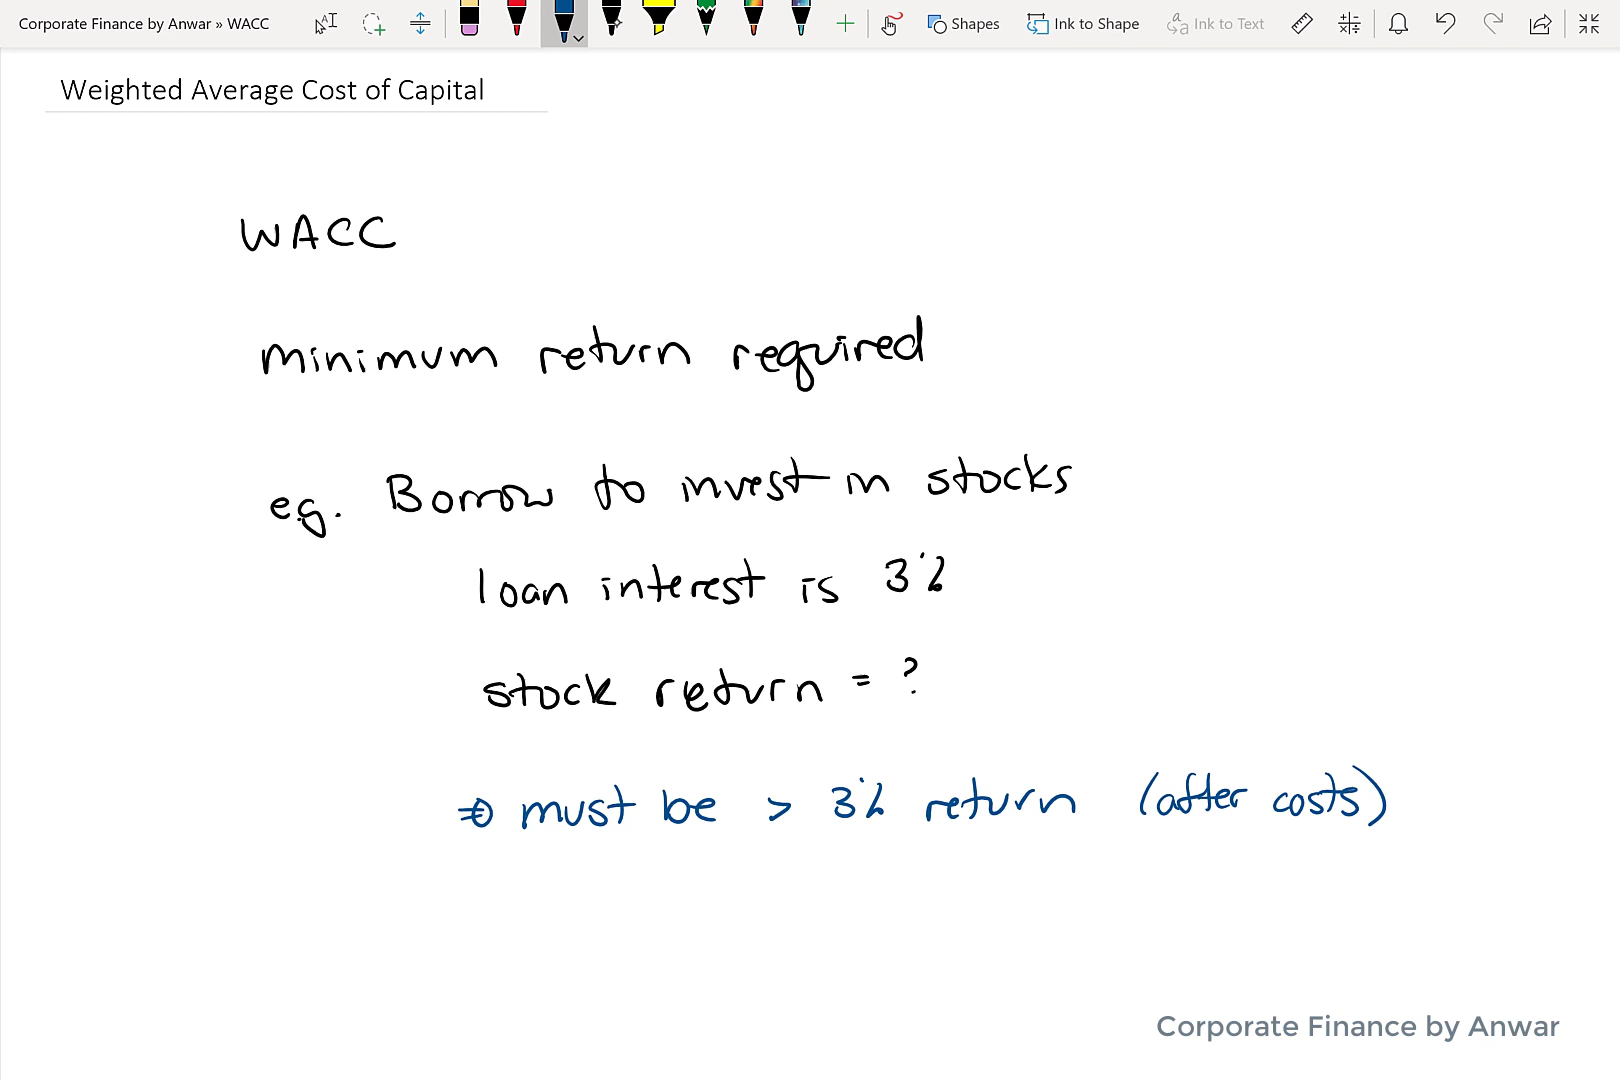 Corporate Finance by Anwar » WACC
Shapes
Ink to Shape
Ink to Text
Weighted Average Cost of Capital
WACC
minimum return required
eg. Borrow to invest in stocks
loan interest is 3%
stock return = ?
⇒ must be > 3% return (after costs)
Corporate Finance by Anwar